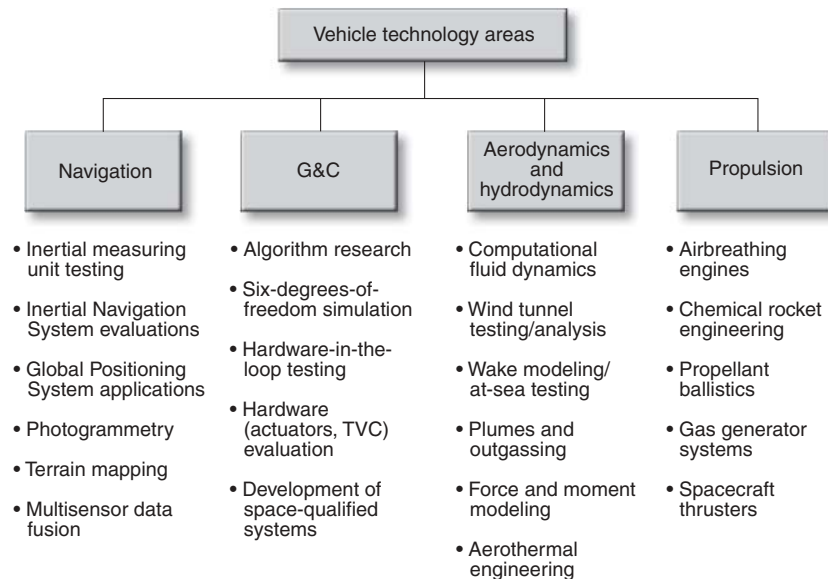 Vehicle technology areas
Navigation
• Inertial measuring
unit testing
• Inertial Navigation
System evaluations
• Global Positioning
System applications
• Photogrammetry
• Terrain mapping
• Multisensor data
fusion
G&C
• Algorithm research
• Six-degrees-of-
freedom simulation
• Hardware-in-the-
loop testing
• Hardware
(actuators, TVC)
evaluation
• Development of
space-qualified
systems
Aerodynamics
and
hydrodynamics
• Computational
fluid dynamics
• Wind tunnel
testing/analysis
• Wake modeling/
at-sea testing
• Plumes and
outgassing
• Force and moment
modeling
• Aerothermal
engineering
Propulsion
• Airbreathing
engines
• Chemical rocket
engineering
• Propellant
ballistics
• Gas generator
systems
• Spacecraft
thrusters